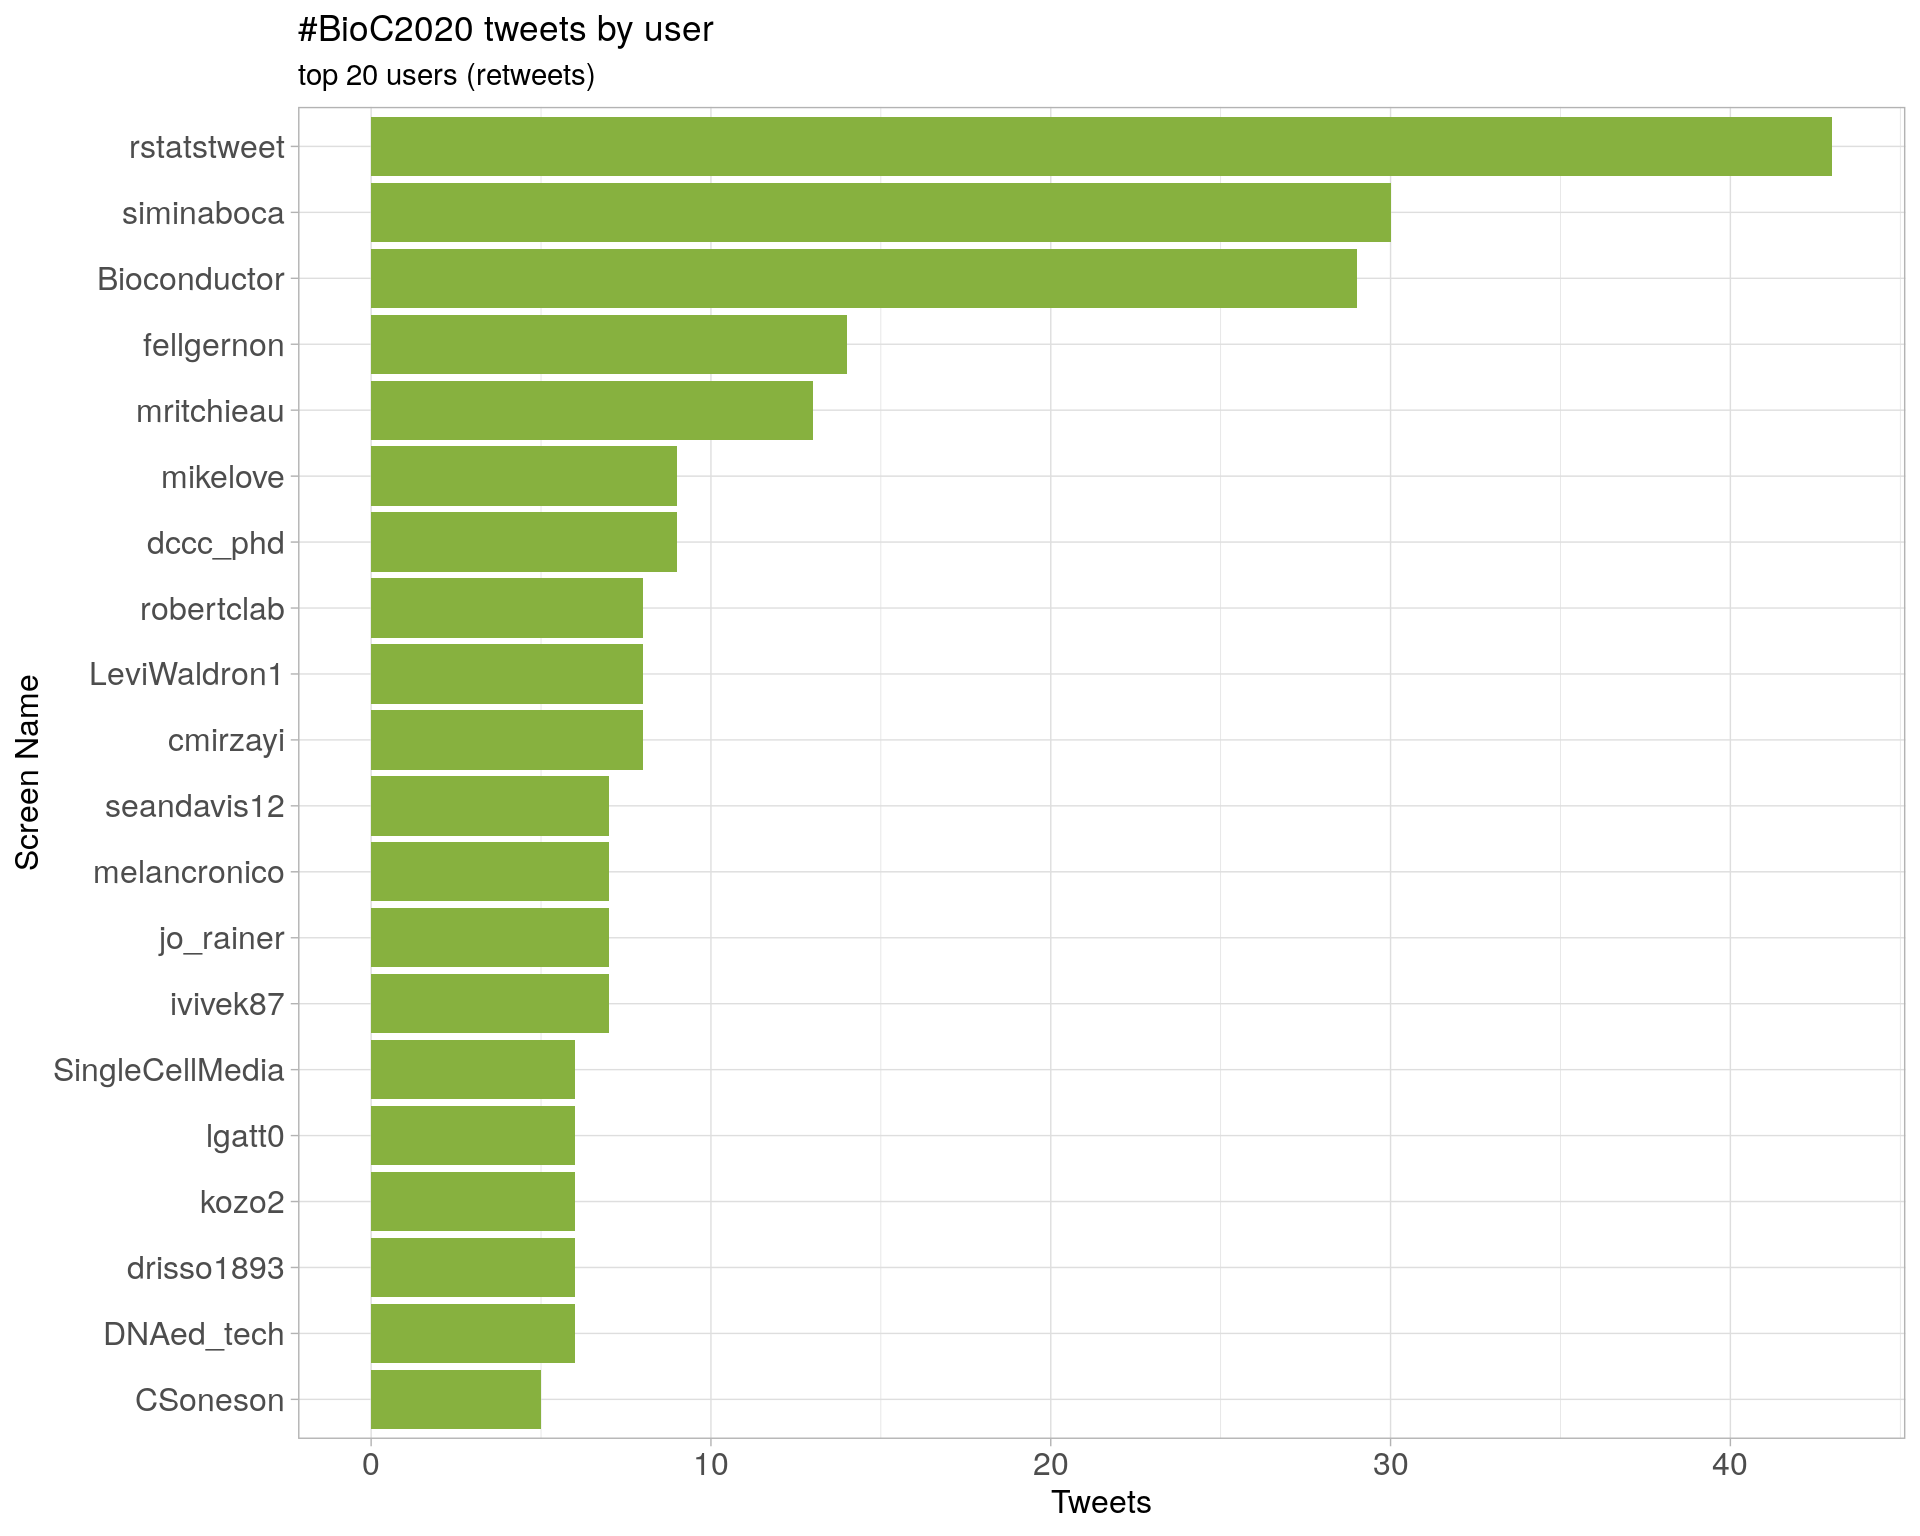 #BioC2020 tweets by user
top 20 users (retweets)
Screen Name
rstatstweet
siminaboca
Bioconductor
fellgernon
mritchieau
mikelove
dccc_phd
robertclab
LeviWaldron1
cmirzayi
seandavis12
melancronico
jo_rainer
ivivek87
SingleCellMedia
lgatt0
kozo2
drisso1893
DNAed_tech
CSoneson
0 10 20 30 40
Tweets